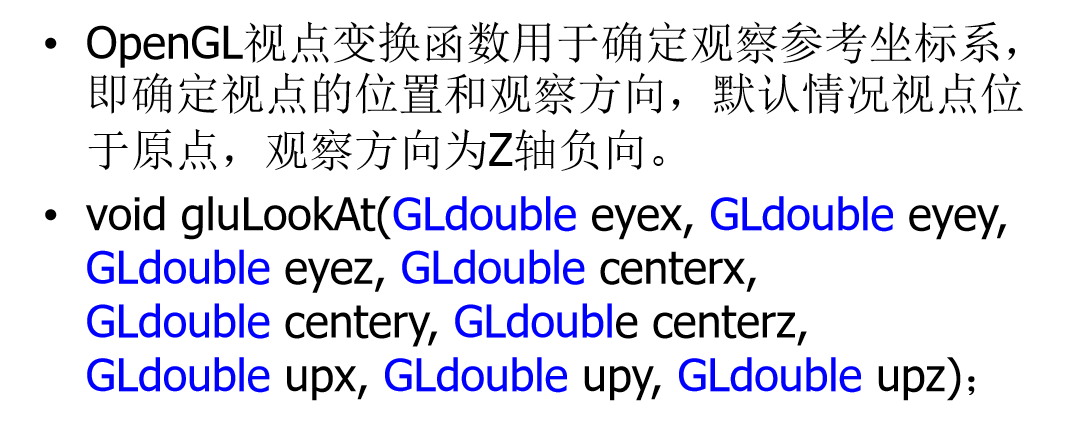 • OpenGL视点变换函数用于确定观察参考坐标系，
即确定视点的位置和观察方向，默认情况视点位
于原点，观察方向为Z轴负向。
• void gluLookAt(GLdouble eyex, GLdouble eyey,
GLdouble eyez, GLdouble centerx,
GLdouble centery, GLdouble centerz,
GLdouble upx, GLdouble upy, GLdouble upz)；